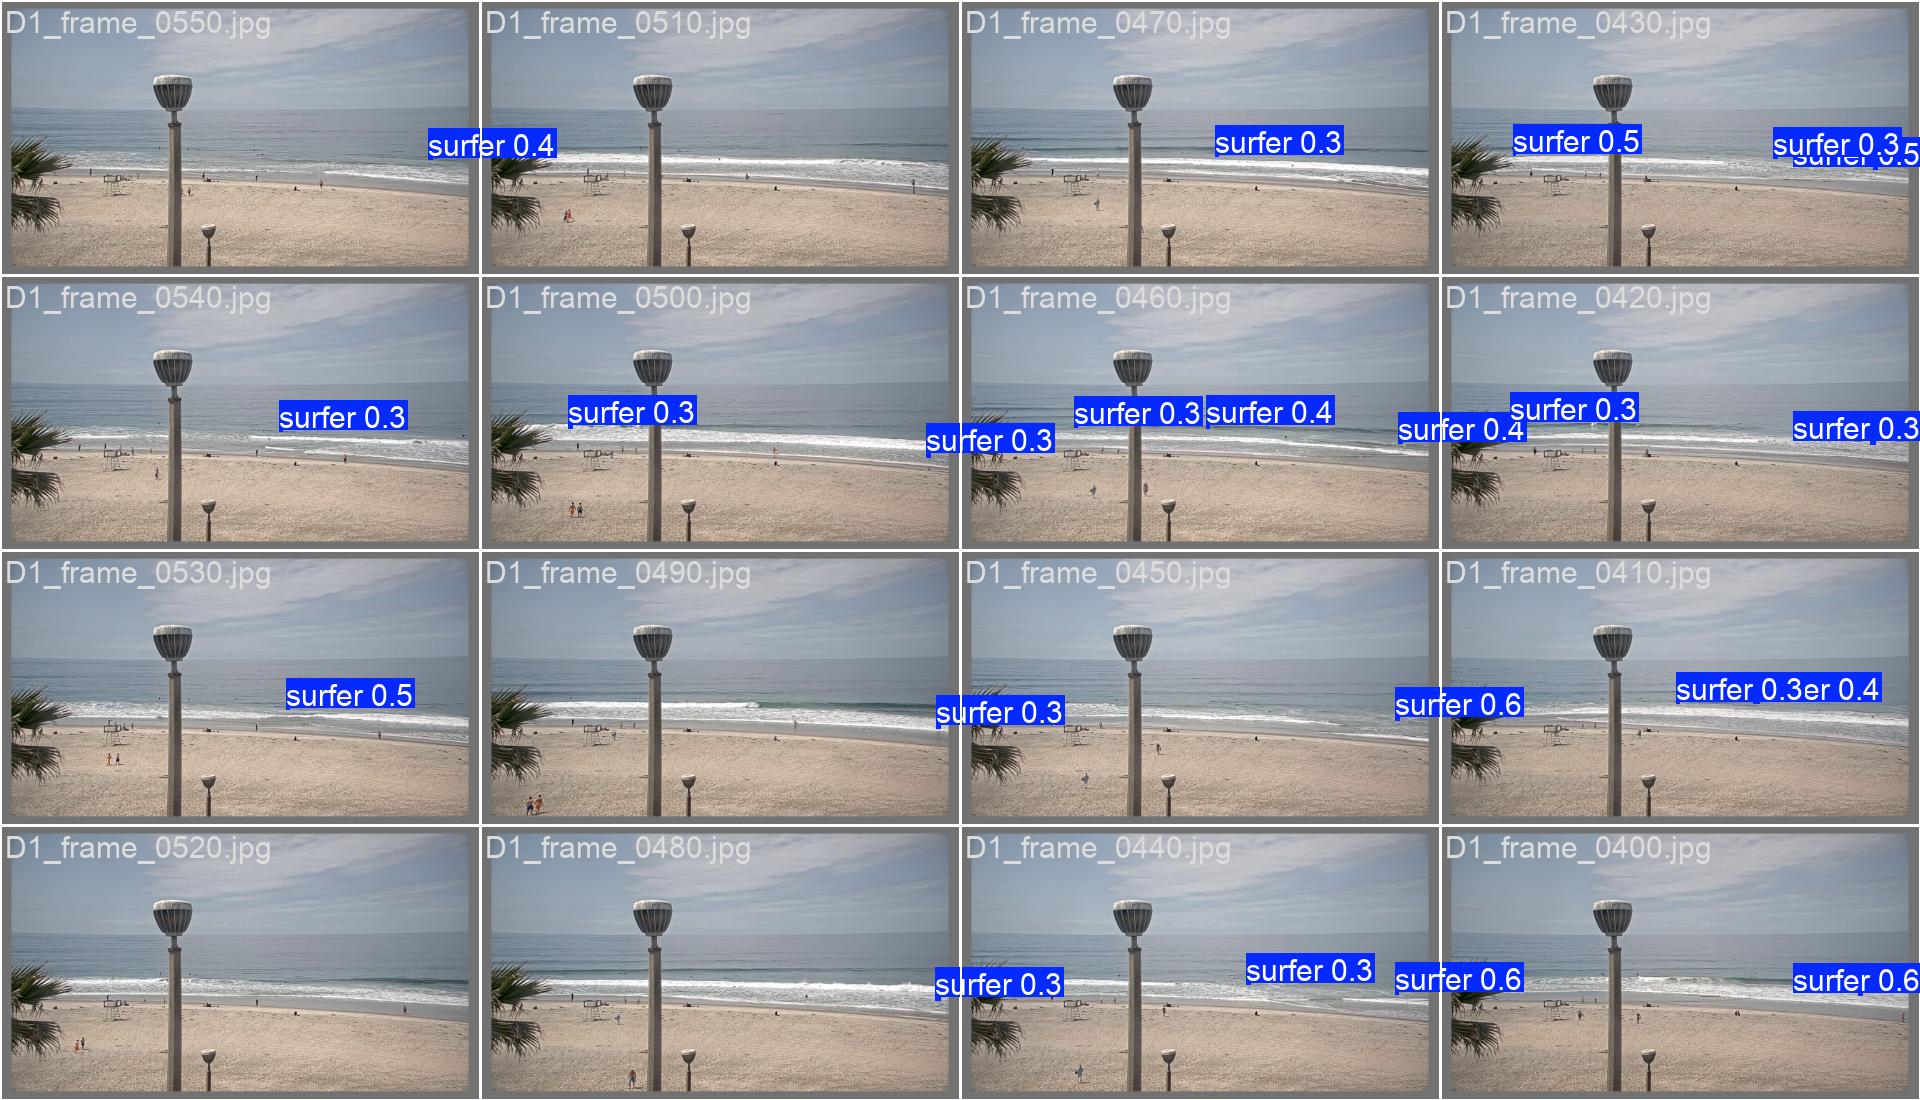 D1_frame_0550.jpg
D1_frame_0510.jpg
D1_frame_0470.jpg
D1_frame_0430.jpg
surfer 0.4
surfer 0.3
surfer 0.5
surfer 0.3
surfer 0.5
D1_frame_0540.jpg
D1_frame_0500.jpg
D1_frame_0460.jpg
D1_frame_0420.jpg
surfer 0.3
surfer 0.3
surfer 0.3
surfer 0.3
surfer 0.4
surfer 0.4
surfer 0.3
surfer 0.3
D1_frame_0530.jpg
D1_frame_0490.jpg
D1_frame_0450.jpg
D1_frame_0410.jpg
surfer 0.5
surfer 0.3
surfer 0.6
surfer 0.3er 0.4
D1_frame_0520.jpg
D1_frame_0480.jpg
D1_frame_0440.jpg
D1_frame_0400.jpg
surfer 0.3
surfer 0.3
surfer 0.6
surfer 0.6